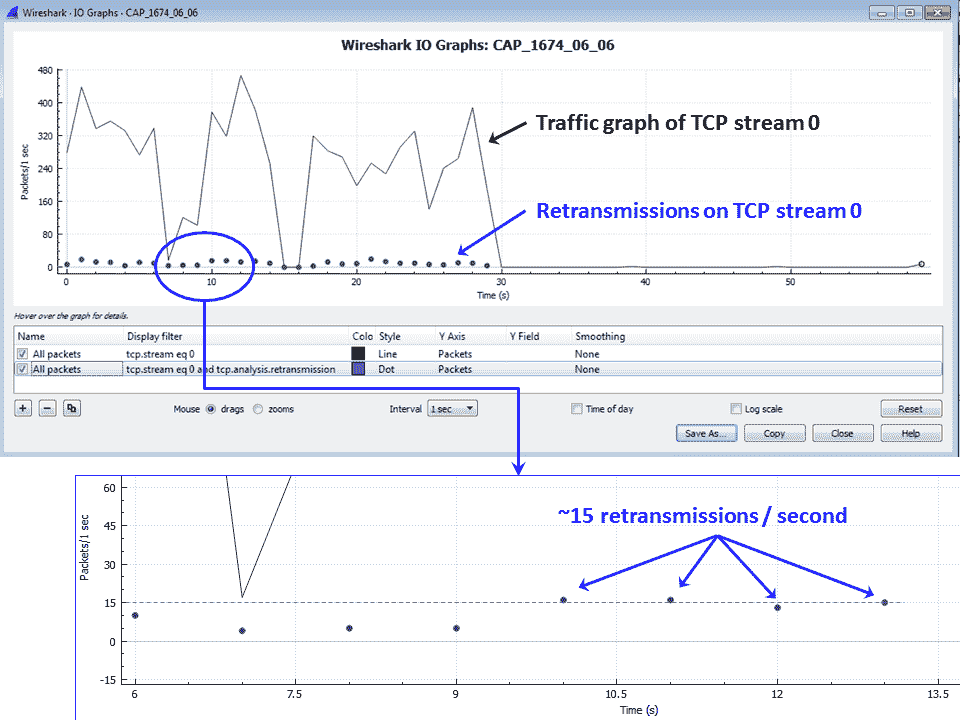 Wireshark · IO Graphs · CAP_1674_06_06
Wireshark IO Graphs: CAP_1674_06_06
480
400
320
240
160
80
0
Packets/1 sec
0 10 20 30 40 50
Time (s)
Traffic graph of TCP stream 0
Retransmissions on TCP stream 0
Hover over the graph for details.
Name Display filter Colo Style Y Axis Y Field Smoothing
All packets tcp.stream eq 0 Line Packets None
All packets tcp.stream eq 0 and tcp.analysis.retransmission Dot Packets None
+ −
Mouse drags zooms Interval 1 sec Time of day Log scale Reset
Save As... Copy Close Help
60
45
30
15
0
-15
Packets/1 sec
~15 retransmissions / second
6 7.5 9 10.5 12 13.5
Time (s)